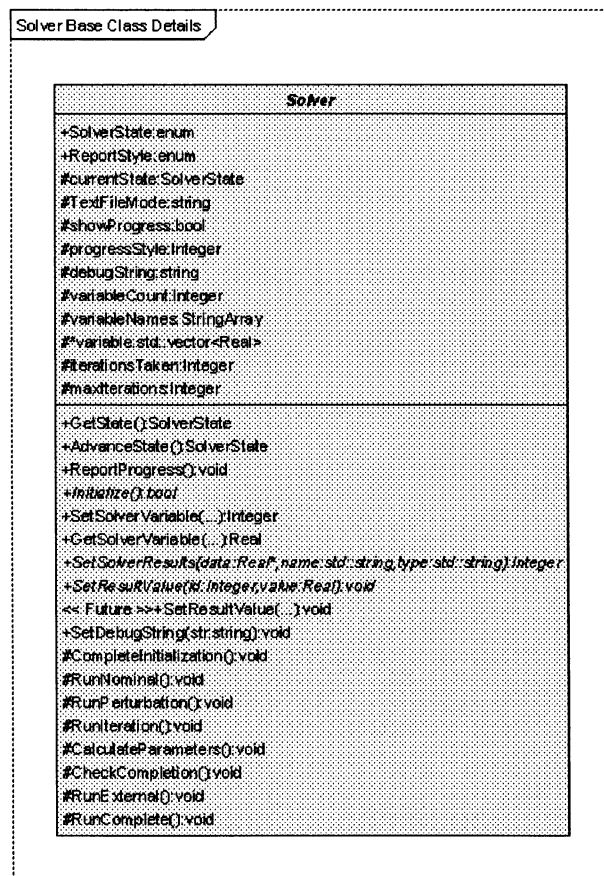 Solver Base Class Details
Solver
+SolverState:enum
+ReportStyle:enum
#currentState:SolverState
#TextFileMode:string
#showProgress:bool
#progressStyle:Integer
#debugString:string
#variableCount:Integer
#variableNames:StringArray
#*variable:std::vector<Real>
#iterationsTaken:Integer
#maxIterations:Integer
+GetState():SolverState
+AdvanceState():SolverState
+ReportProgress():void
+Initialize():bool
+SetSolverVariable(...):Integer
+GetSolverVariable(...):Real
+SetSolverResults(data:Real*,name:std::string,type:std::string):Integer
+SetResultValue(id:Integer,value:Real):void
<< Future >>+SetResultValue(...):void
+SetDebugString(str:string):void
#CompleteInitialization():void
#RunNominal():void
#RunPerturbation():void
#RunIteration():void
#CalculateParameters():void
#CheckCompletion():void
#RunExternal():void
#RunComplete():void